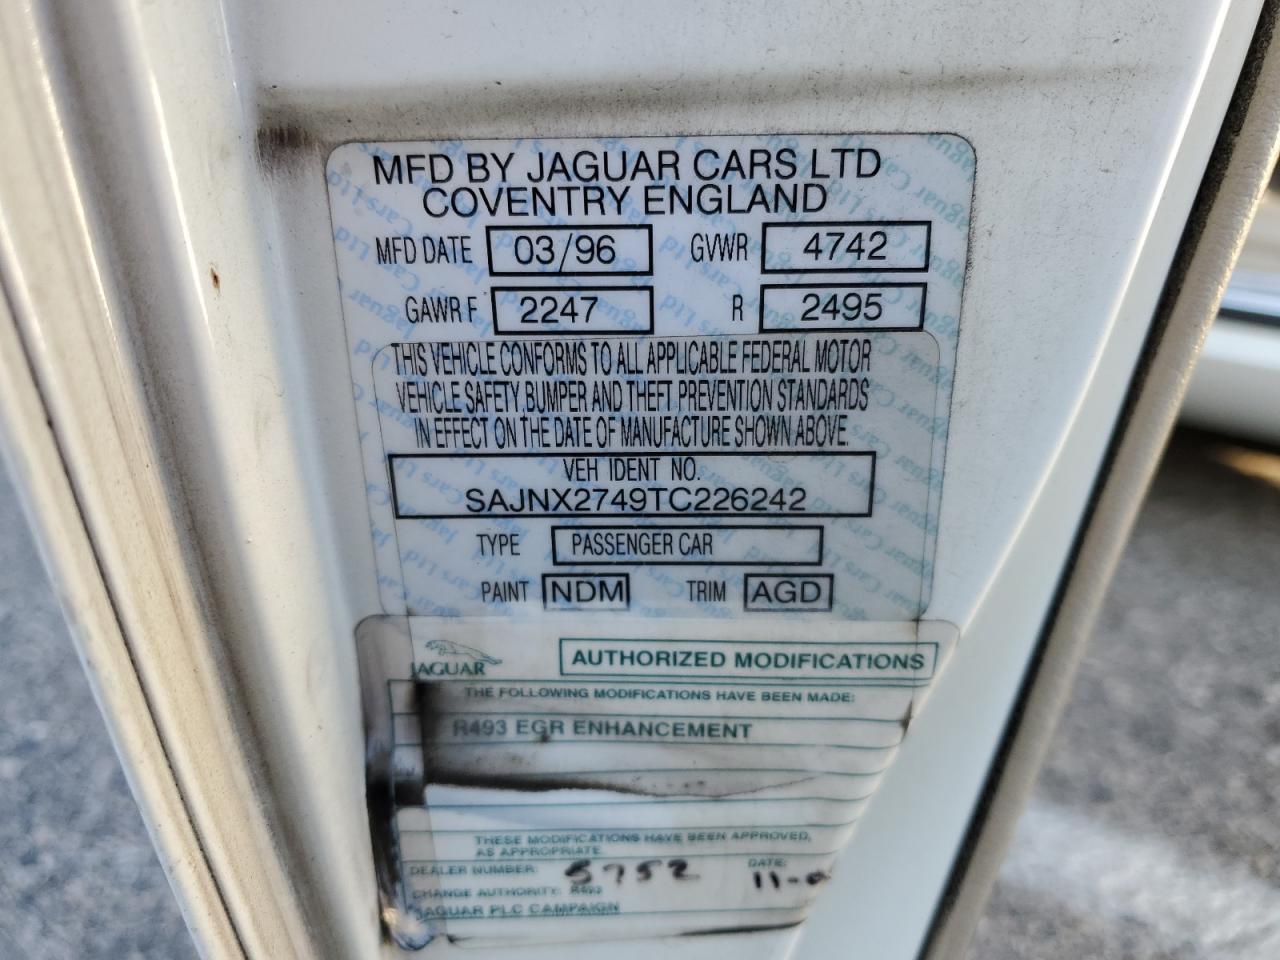 MFD BY JAGUAR CARS LTD
COVENTRY ENGLAND
MFD DATE 03/96 GVWR 4742
GAWR F 2247 R 2495
THIS VEHICLE CONFORMS TO ALL APPLICABLE FEDERAL MOTOR
VEHICLE SAFETY, BUMPER AND THEFT PREVENTION STANDARDS
IN EFFECT ON THE DATE OF MANUFACTURE SHOWN ABOVE.
VEH IDENT NO.
SAJNX2749TC226242
TYPE PASSENGER CAR
PAINT NDM TRIM AGD
JAGUAR AUTHORIZED MODIFICATIONS
THE FOLLOWING MODIFICATIONS HAVE BEEN MADE:
R493 EGR ENHANCEMENT
THESE MODIFICATIONS HAVE BEEN APPROVED,
AS APPROPRIATE
DEALER NUMBER: 5752 DATE: 11-0
CHANGE AUTHORITY: R493
JAGUAR PLC CAMPAIGN